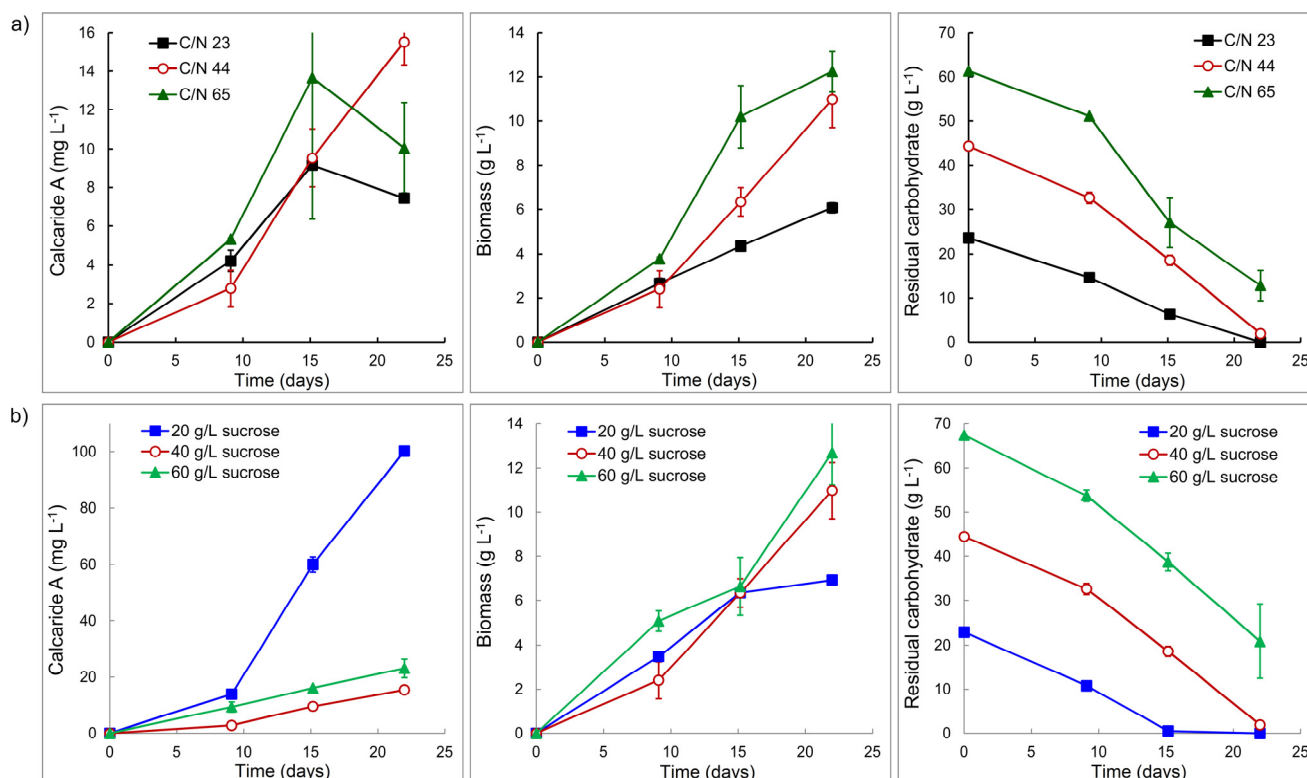 a)
Calcaride A (mg L⁻¹)
16
14
12
10
8
6
4
2
0
C/N 23
C/N 44
C/N 65
0 5 10 15 20 25
Time (days)
Biomass (g L⁻¹)
14
12
10
8
6
4
2
0
0 5 10 15 20 25
Time (days)
Residual carbohydrate (g L⁻¹)
70
60
50
40
30
20
10
0
C/N 23
C/N 44
C/N 65
0 5 10 15 20 25
Time (days)
b)
Calcaride A (mg L⁻¹)
100
80
60
40
20
0
20 g/L sucrose
40 g/L sucrose
60 g/L sucrose
0 5 10 15 20 25
Time (days)
Biomass (g L⁻¹)
14
12
10
8
6
4
2
0
20 g/L sucrose
40 g/L sucrose
60 g/L sucrose
0 5 10 15 20 25
Time (days)
Residual carbohydrate (g L⁻¹)
70
60
50
40
30
20
10
0
20 g/L sucrose
40 g/L sucrose
60 g/L sucrose
0 5 10 15 20 25
Time (days)